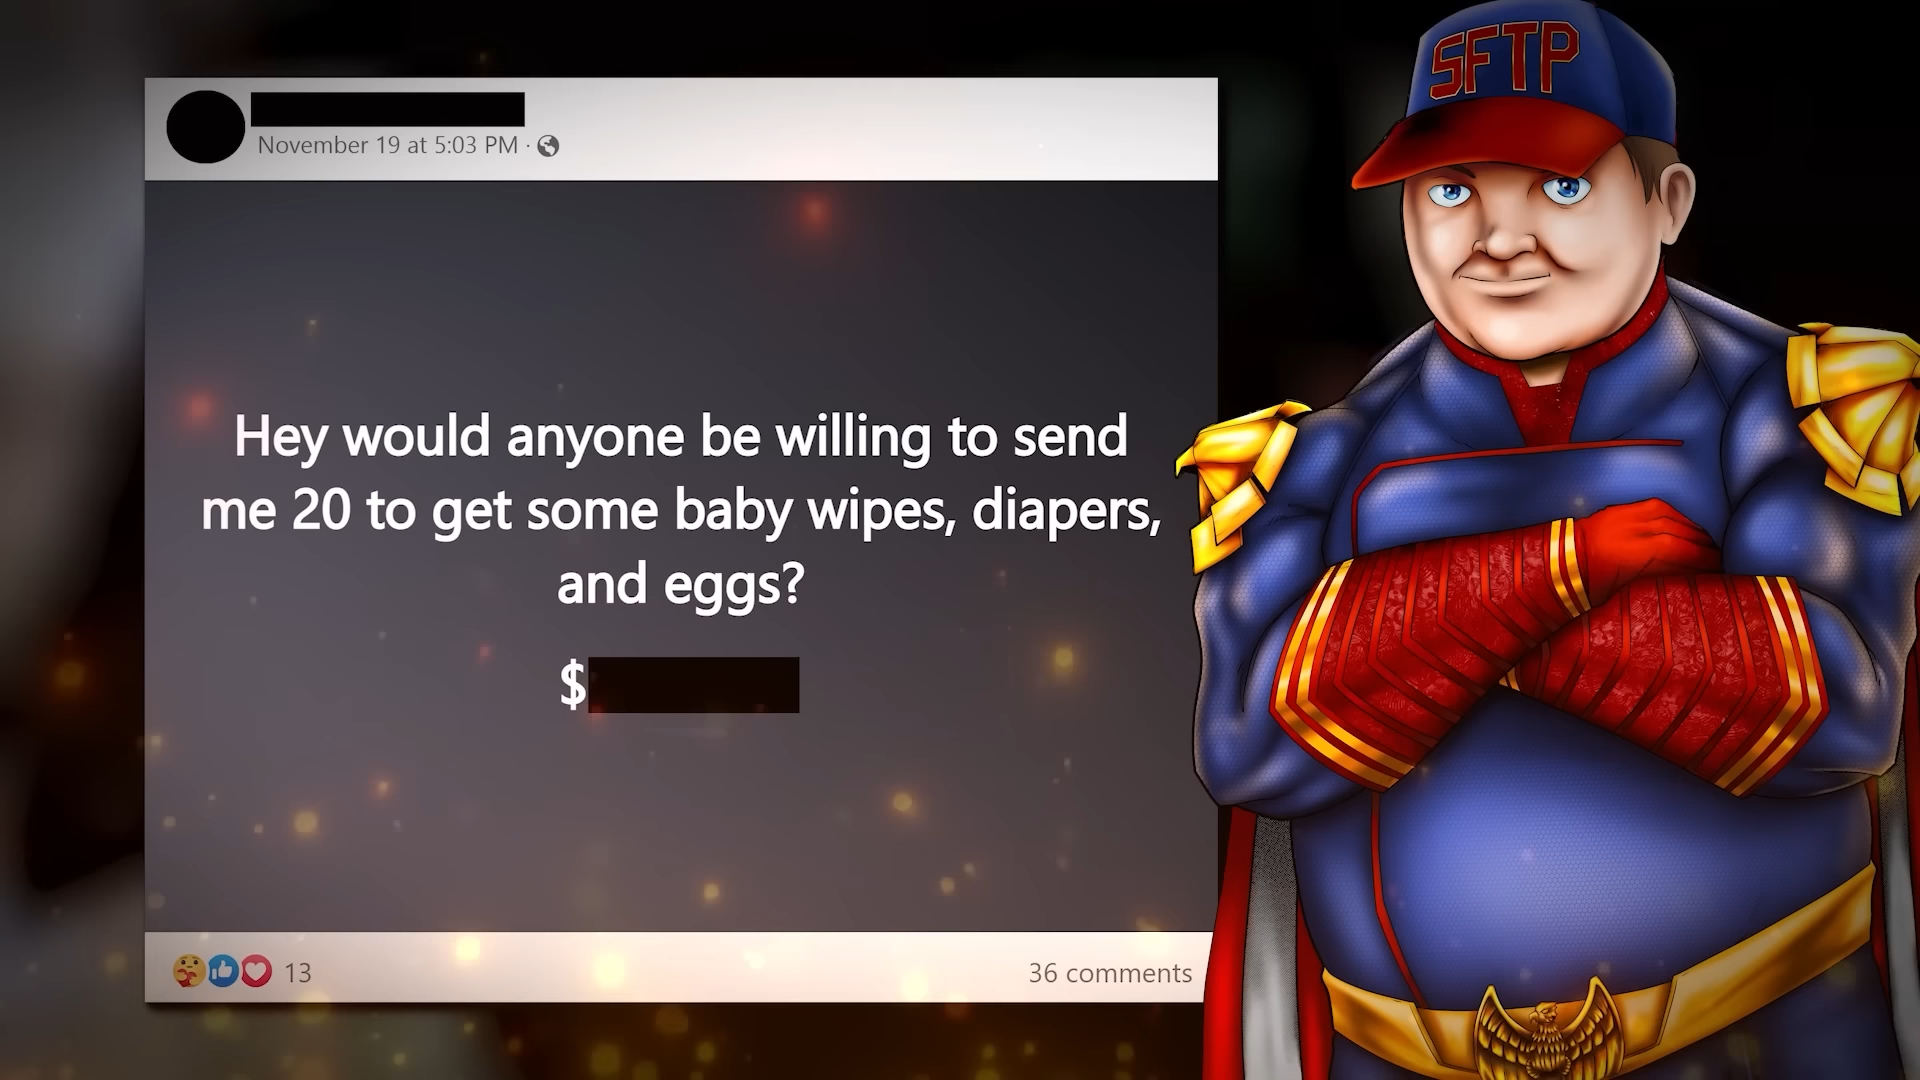 SFTP
November 19 at 5:03 PM ·
Hey would anyone be willing to send
me 20 to get some baby wipes, diapers,
and eggs?
$
13
36 comments